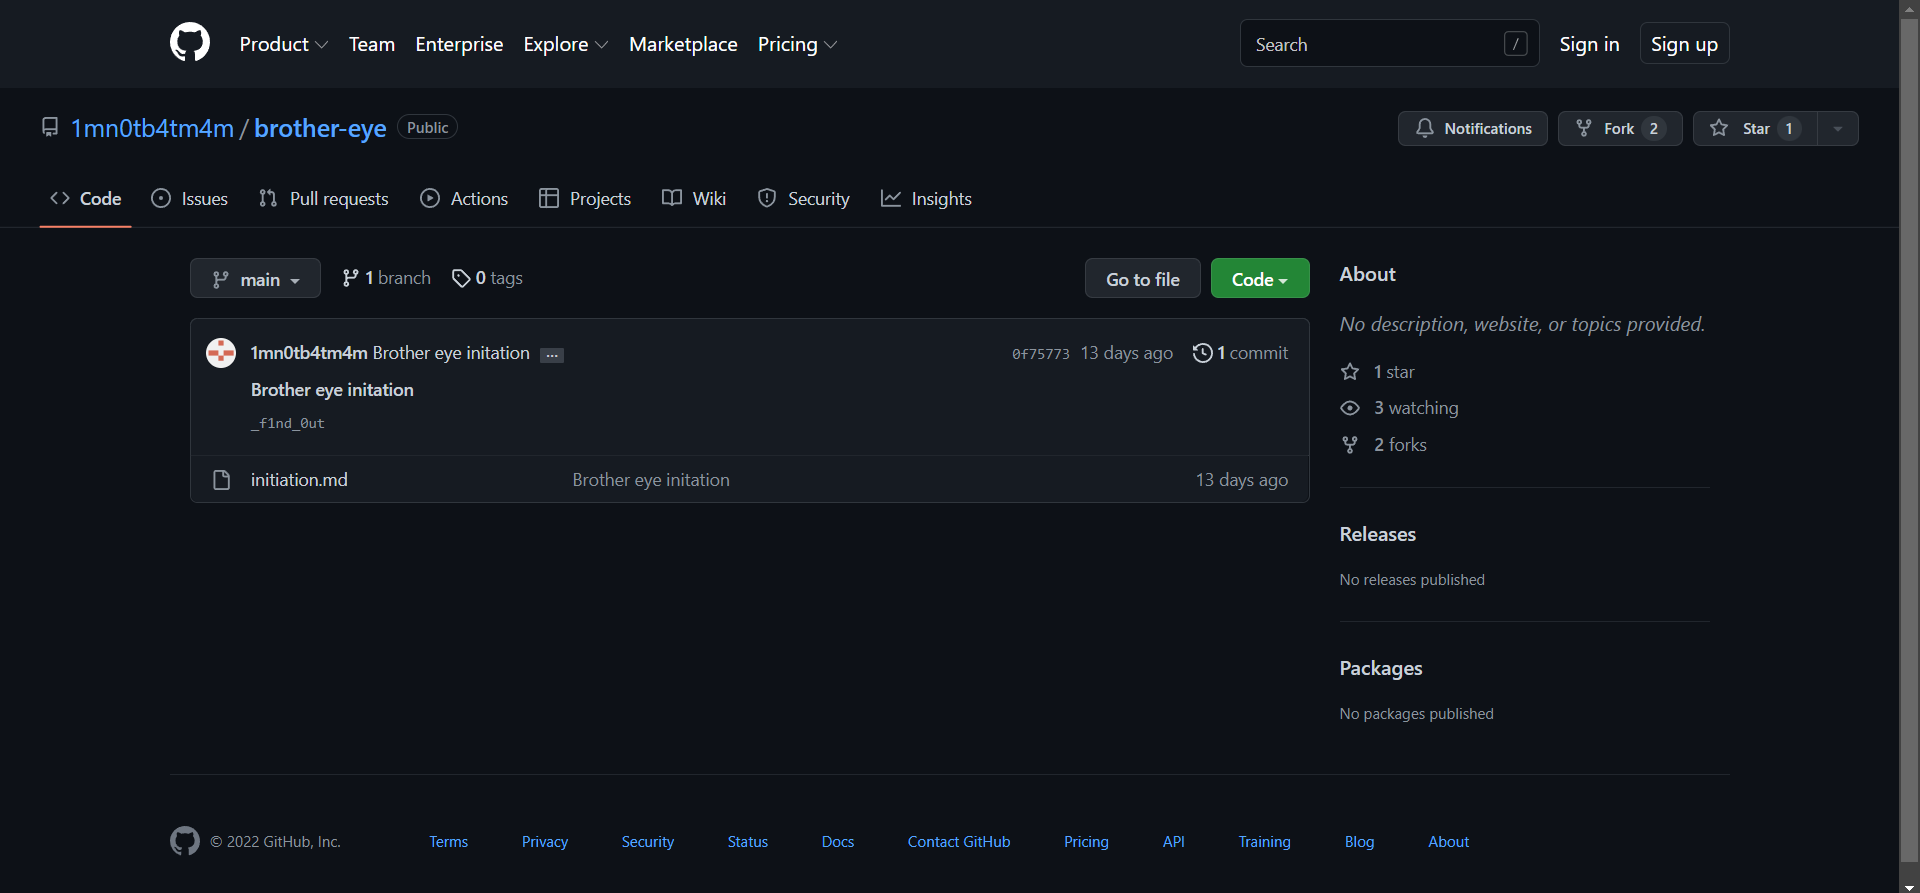 Product Team Enterprise Explore Marketplace Pricing Search / Sign in Sign up
1mn0tb4tm4m / brother-eye Public Notifications Fork 2 Star 1
Code Issues Pull requests Actions Projects Wiki Security Insights
main 1 branch 0 tags Go to file Code
1mn0tb4tm4m Brother eye initation ... 0f75773 13 days ago 1 commit
Brother eye initation
_f1nd_0ut
initiation.md Brother eye initation 13 days ago
About
No description, website, or topics provided.
1 star
3 watching
2 forks
Releases
No releases published
Packages
No packages published
© 2022 GitHub, Inc. Terms Privacy Security Status Docs Contact GitHub Pricing API Training Blog About